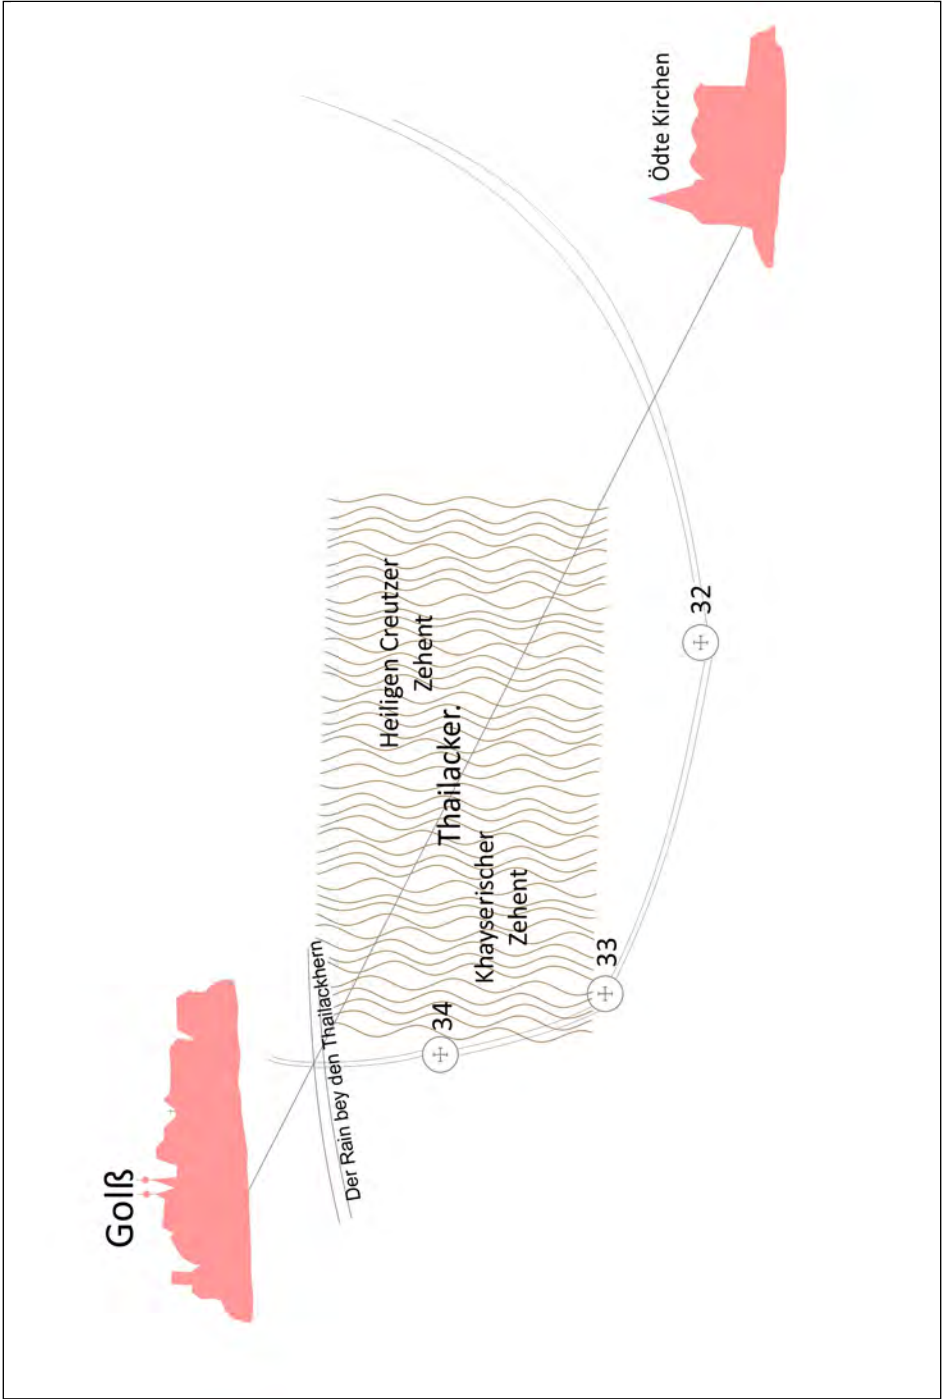 Golß
Ödte Kirchen
Der Rain bey den Thailackhern
Heiligen Creutzer
Zehent
Thailacker.
Khayserischer
Zehent
34
33
32